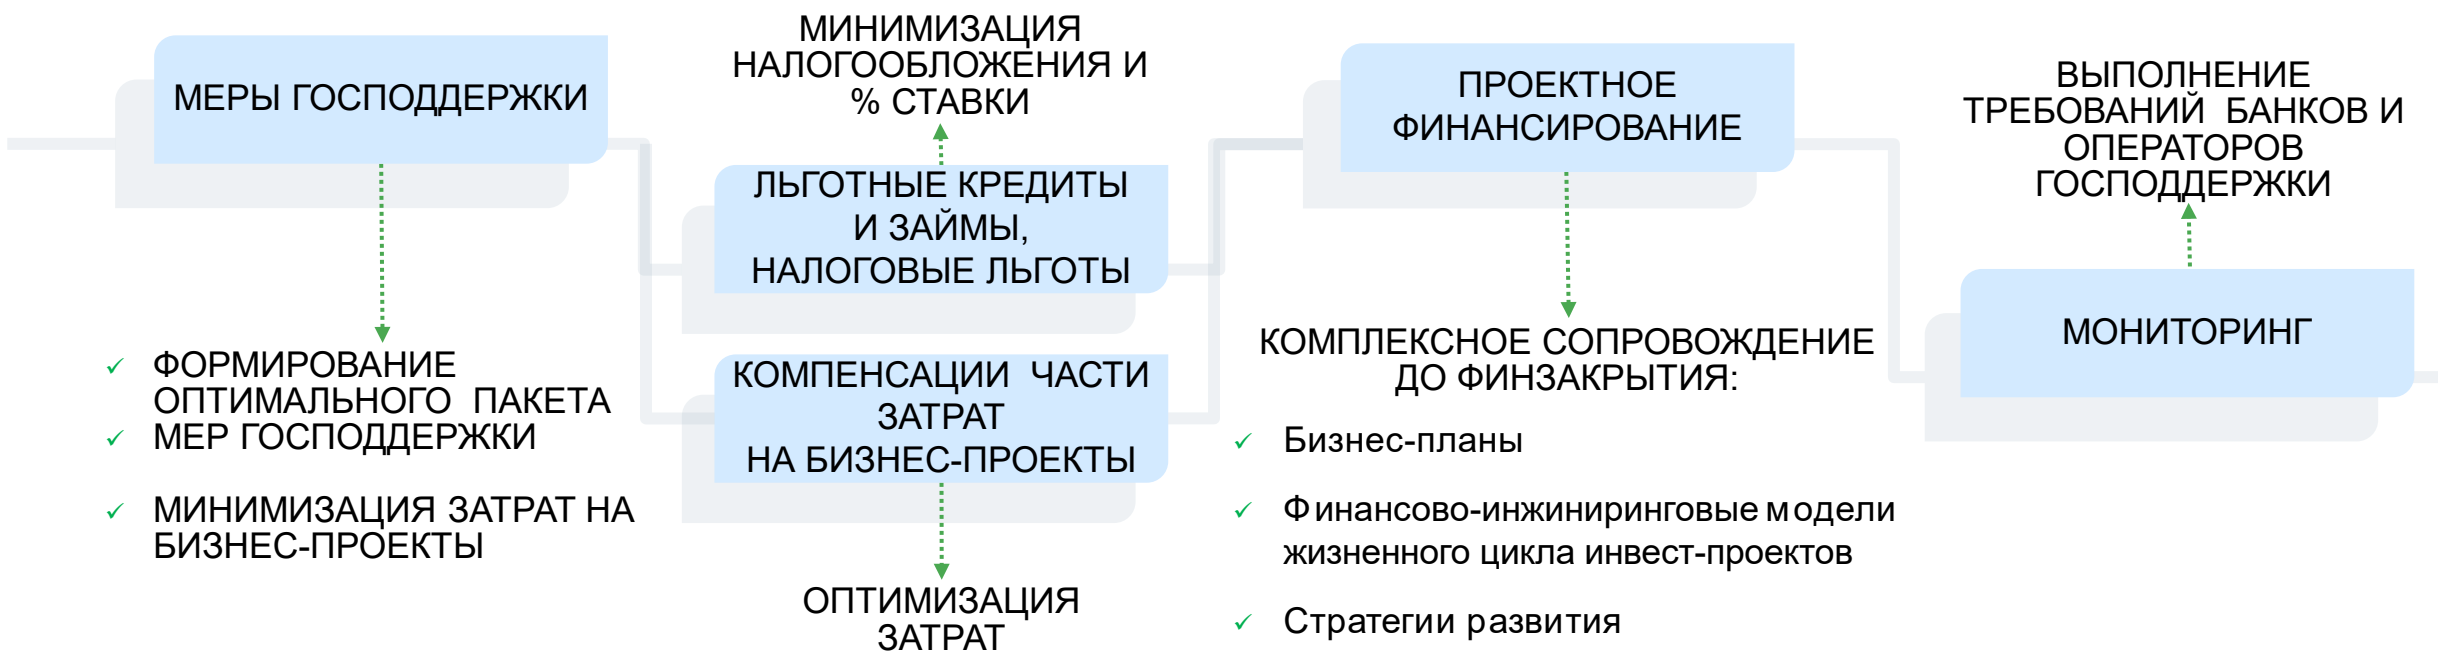 МЕРЫ ГОСПОДДЕРЖКИ
ФОРМИРОВАНИЕ
ОПТИМАЛЬНОГО ПАКЕТА
МЕР ГОСПОДДЕРЖКИ
МИНИМИЗАЦИЯ ЗАТРАТ НА
БИЗНЕС-ПРОЕКТЫ
МИНИМИЗАЦИЯ
НАЛОГООБЛОЖЕНИЯ И
% СТАВКИ
ЛЬГОТНЫЕ КРЕДИТЫ
И ЗАЙМЫ,
НАЛОГОВЫЕ ЛЬГОТЫ
КОМПЕНСАЦИИ ЧАСТИ
ЗАТРАТ
НА БИЗНЕС-ПРОЕКТЫ
ОПТИМИЗАЦИЯ
ЗАТРАТ
ПРОЕКТНОЕ
ФИНАНСИРОВАНИЕ
КОМПЛЕКСНОЕ СОПРОВОЖДЕНИЕ
ДО ФИНЗАКРЫТИЯ:
Бизнес-планы
Финансово-инжиниринговые модели
жизненного цикла инвест-проектов
Стратегии развития
ВЫПОЛНЕНИЕ
ТРЕБОВАНИЙ БАНКОВ И
ОПЕРАТОРОВ
ГОСПОДДЕРЖКИ
МОНИТОРИНГ